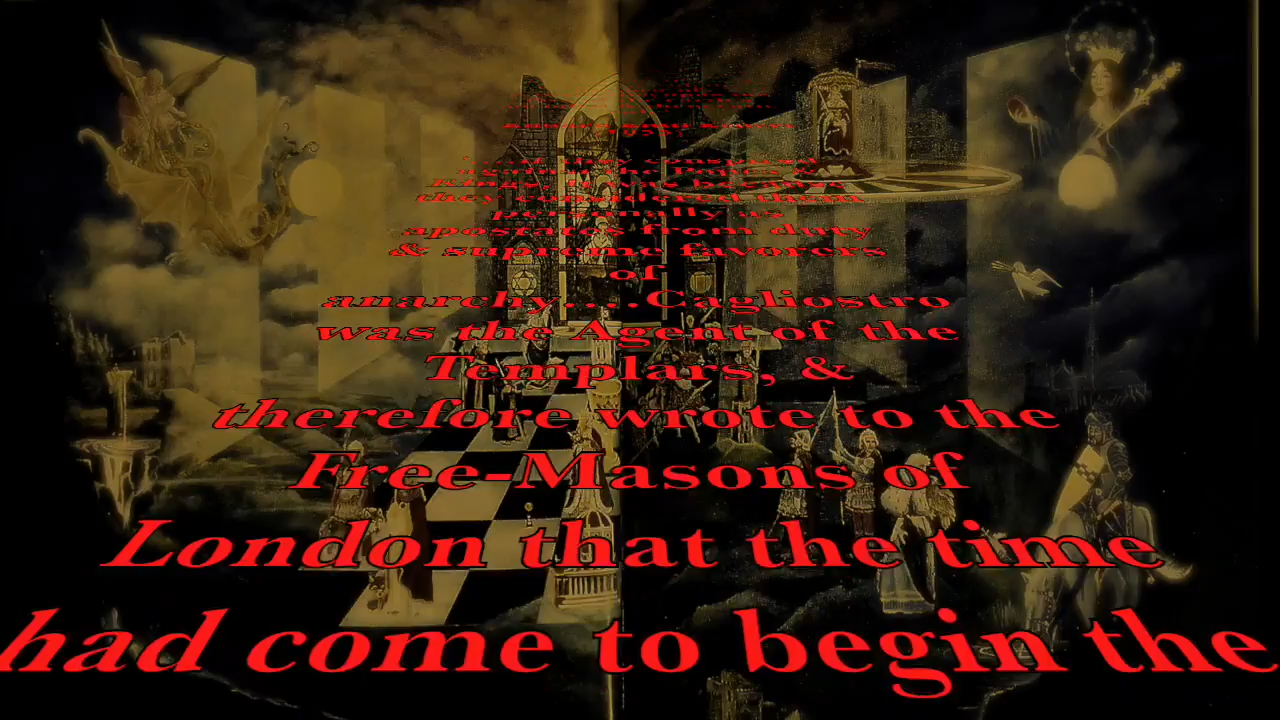 they conspired
against the Popes &
Kings, it was because
they considered them
personally as
apostates from duty
& supreme favorers
of
anarchy....Cagliostro
was the Agent of the
Templars, &
therefore wrote to the
Free-Masons of
London that the time
had come to begin the